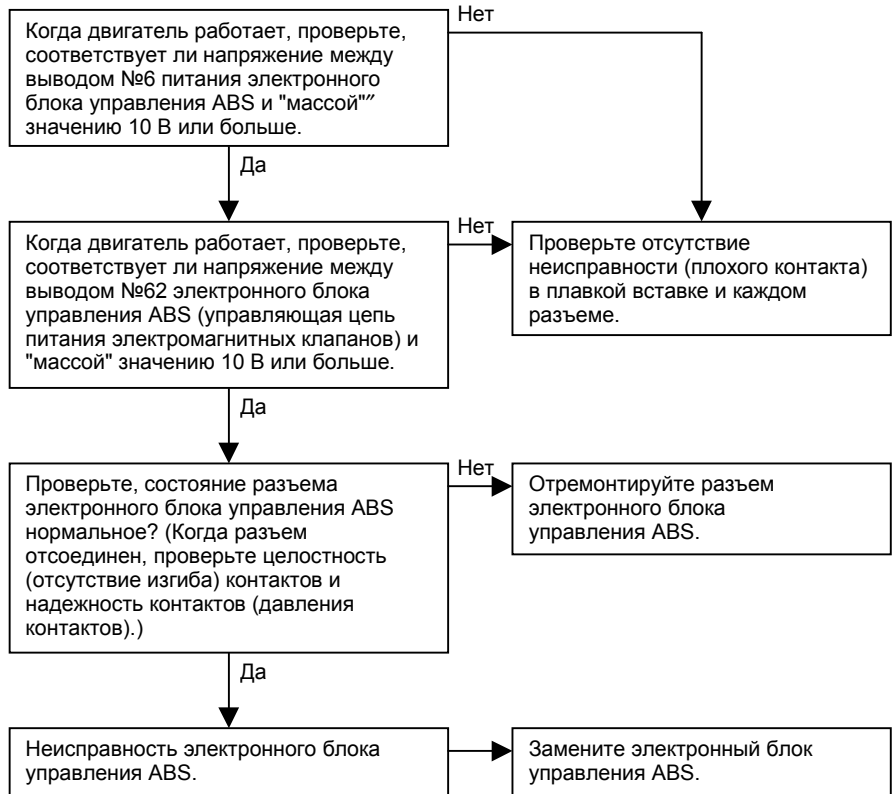 Когда двигатель работает, проверьте,
соответствует ли напряжение между
выводом №6 питания электронного
блока управления ABS и "массой"″
значению 10 В или больше.
Нет
Да
Когда двигатель работает, проверьте,
соответствует ли напряжение между
выводом №62 электронного блока
управления ABS (управляющая цепь
питания электромагнитных клапанов) и
"массой" значению 10 В или больше.
Нет
Проверьте отсутствие
неисправности (плохого контакта)
в плавкой вставке и каждом
разъеме.
Да
Проверьте, состояние разъема
электронного блока управления ABS
нормальное? (Когда разъем
отсоединен, проверьте целостность
(отсутствие изгиба) контактов и
надежность контактов (давления
контактов).)
Нет
Отремонтируйте разъем
электронного блока
управления ABS.
Да
Неисправность электронного блока
управления ABS.
Замените электронный блок
управления ABS.